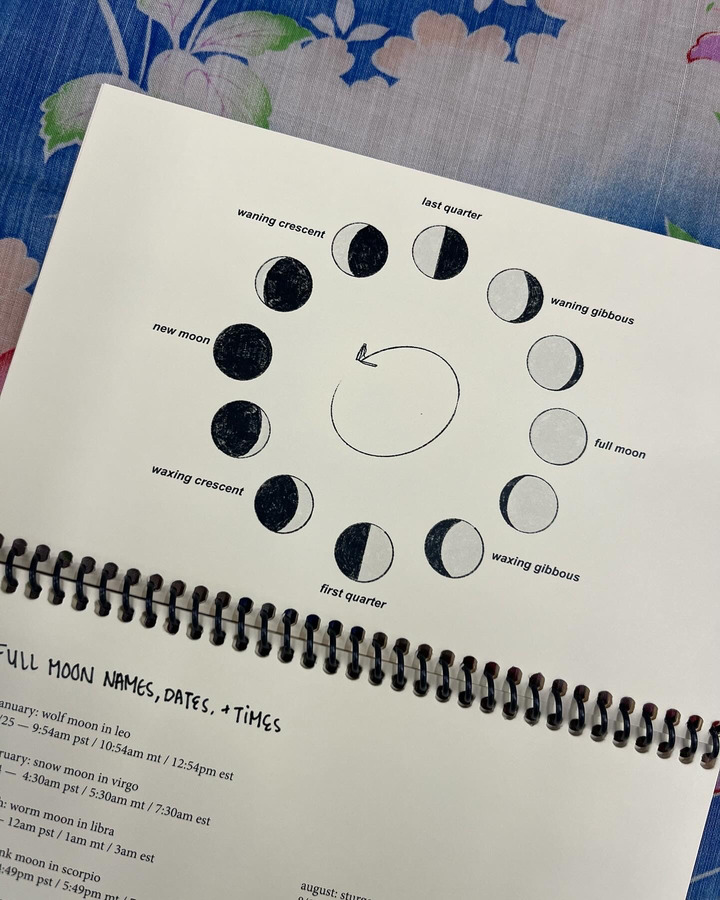 last quarter
waning crescent
waning gibbous
new moon
full moon
waxing crescent
waxing gibbous
first quarter
FULL MOON NAMES, DATES, + TIMES
anuary: wolf moon in leo
/25 — 9:54am pst / 10:54am mt / 12:54pm est
ruary: snow moon in virgo
— 4:30am pst / 5:30am mt / 7:30am est
h: worm moon in libra
– 12am pst / 1am mt / 3am est
nk moon in scorpio
:49pm pst / 5:49pm mt /
august: sturg